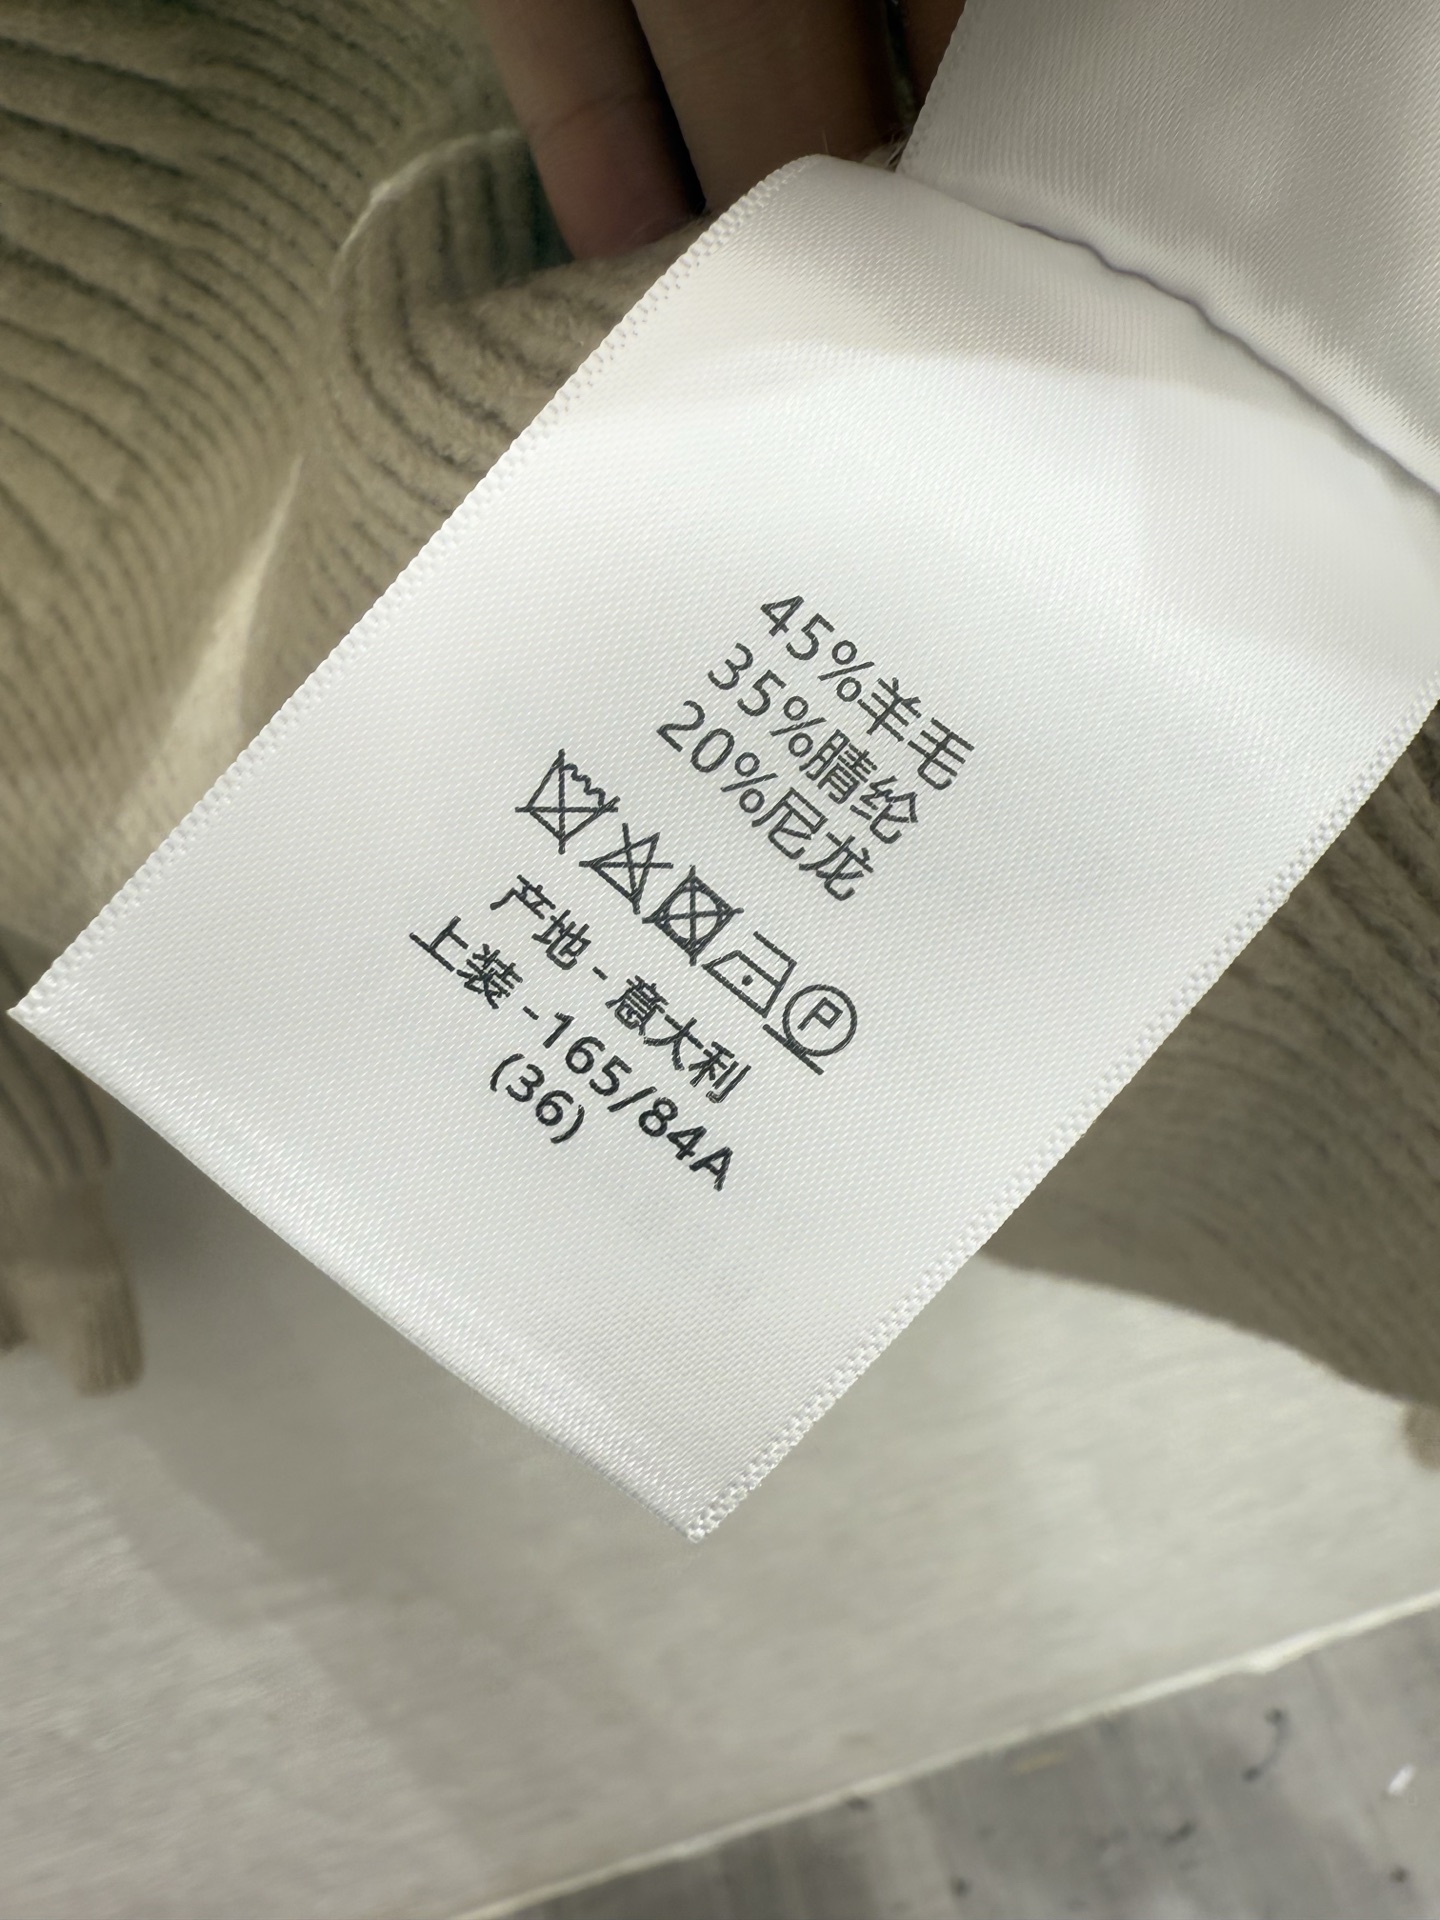 45%羊毛
35%腈纶
20%尼龙
P
产地 - 意大利
上装 -165/84A
(36)